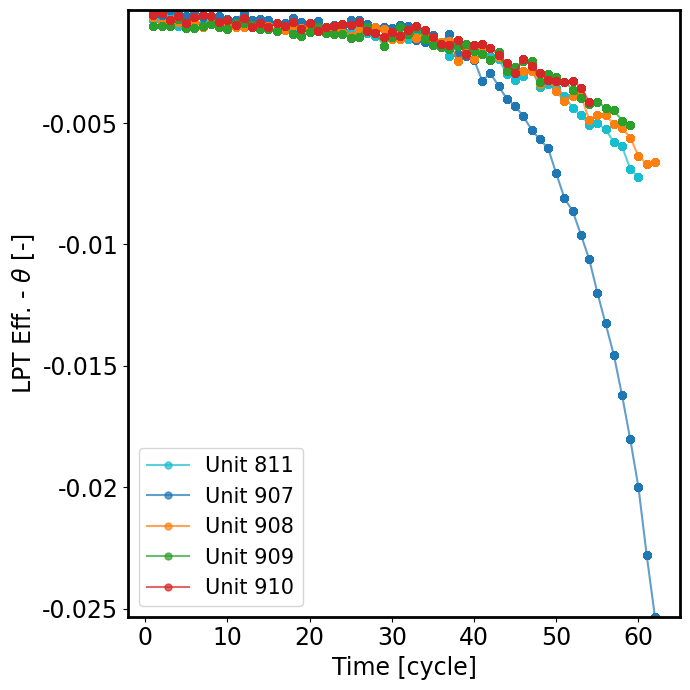 LPT Eff. - θ [-]
-0.005
-0.01
-0.015
-0.02
-0.025
Unit 811
Unit 907
Unit 908
Unit 909
Unit 910
0 10 20 30 40 50 60
Time [cycle]